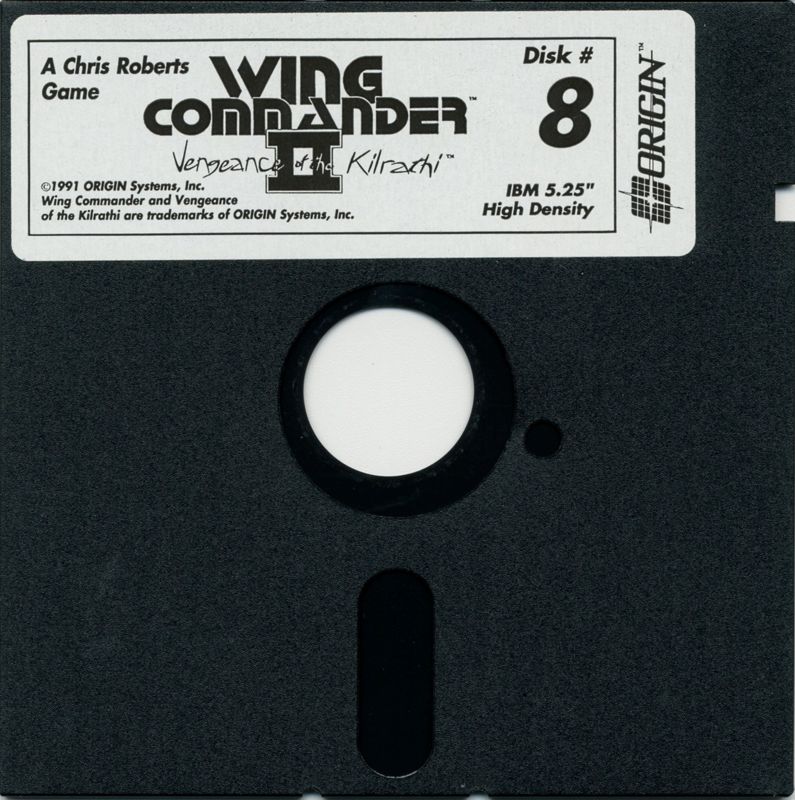 A Chris Roberts
Game
WING
COMMANDER™
II
Vengeance of the Kilrathi™
©1991 ORIGIN Systems, Inc.
Wing Commander and Vengeance
of the Kilrathi are trademarks of ORIGIN Systems, Inc.
Disk #
8
IBM 5.25"
High Density
ORIGIN™